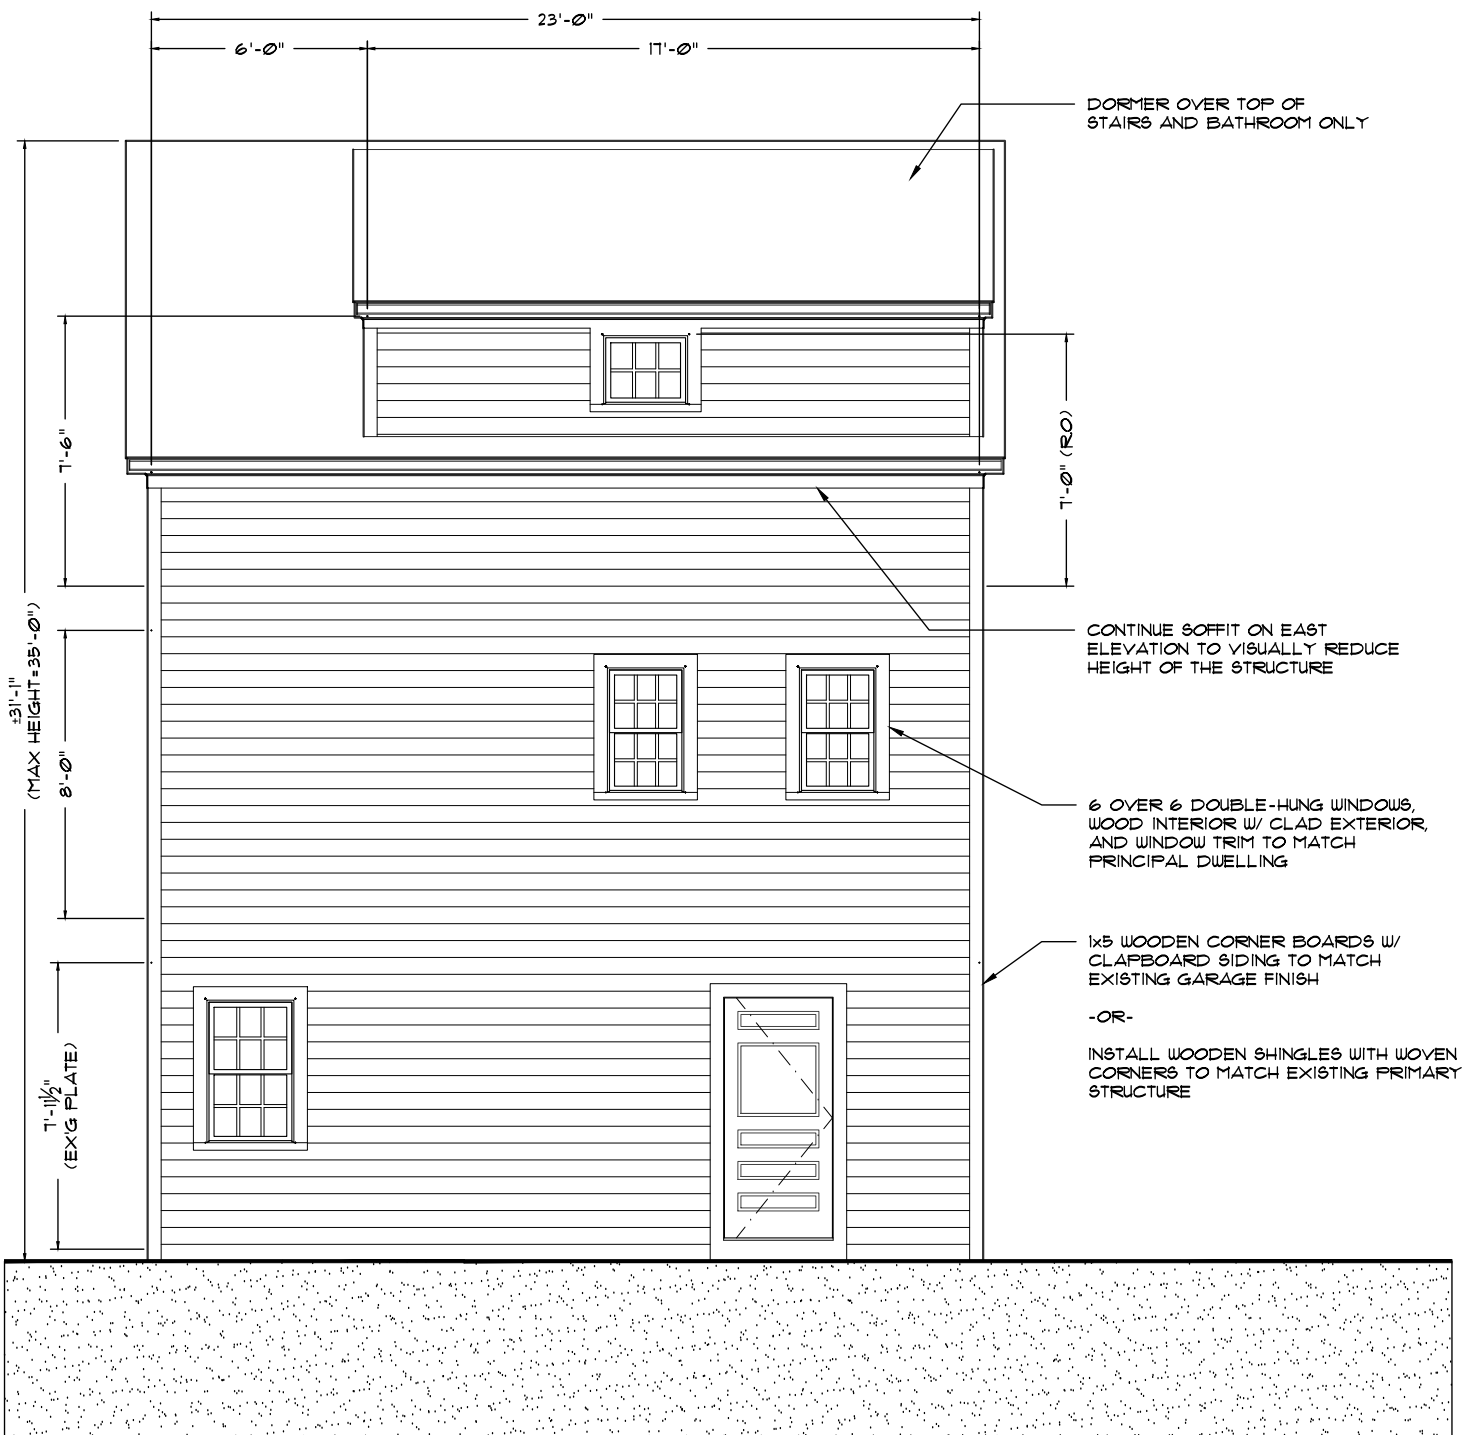 23'-0"
6'-0"
17'-0"
DORMER OVER TOP OF
STAIRS AND BATHROOM ONLY
7'-6"
7'-0" (RO)
±31'-1"
(MAX HEIGHT=35'-0")
CONTINUE SOFFIT ON EAST
ELEVATION TO VISUALLY REDUCE
HEIGHT OF THE STRUCTURE
8'-0"
6 OVER 6 DOUBLE-HUNG WINDOWS,
WOOD INTERIOR W/ CLAD EXTERIOR,
AND WINDOW TRIM TO MATCH
PRINCIPAL DWELLING
1x5 WOODEN CORNER BOARDS W/
CLAPBOARD SIDING TO MATCH
EXISTING GARAGE FINISH
-OR-
INSTALL WOODEN SHINGLES WITH WOVEN
CORNERS TO MATCH EXISTING PRIMARY
STRUCTURE
7'-11½"
(EX'G PLATE)